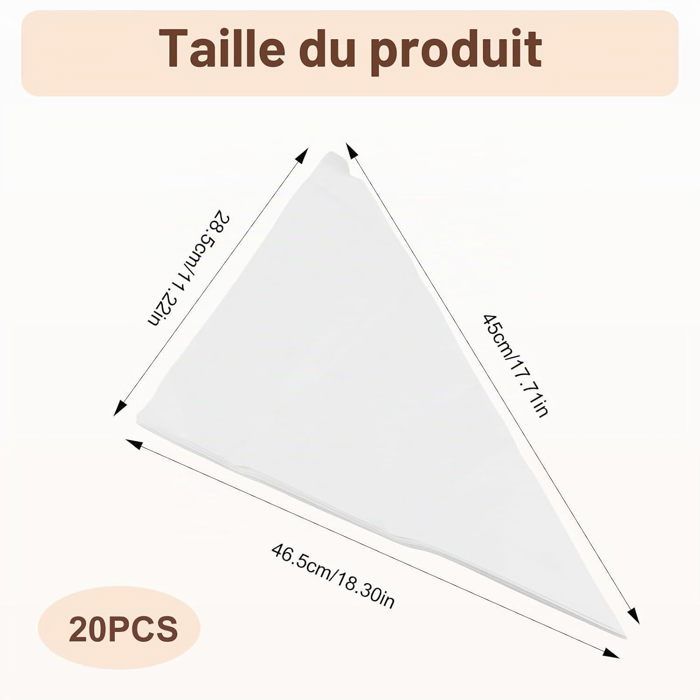 Taille du produit
28.5cm/11.22in
45cm/17.71in
46.5cm/18.30in
20PCS